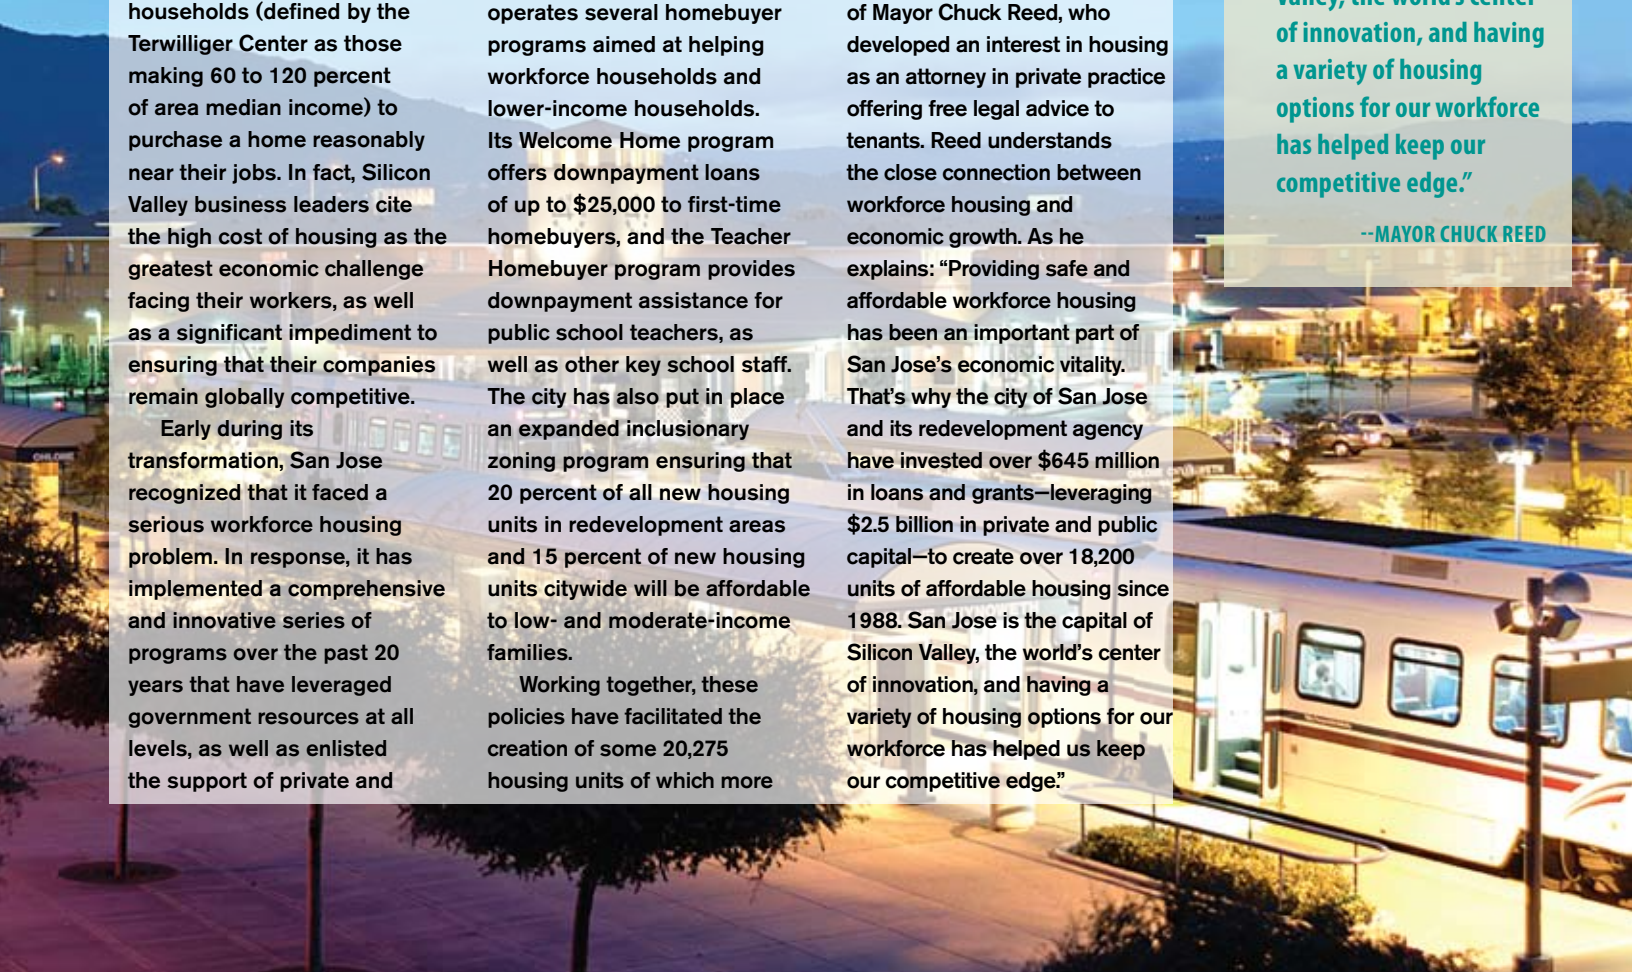 households (defined by the
Terwilliger Center as those
making 60 to 120 percent
of area median income) to
purchase a home reasonably
near their jobs. In fact, Silicon
Valley business leaders cite
the high cost of housing as the
greatest economic challenge
facing their workers, as well
as a significant impediment to
ensuring that their companies
remain globally competitive.
Early during its
transformation, San Jose
recognized that it faced a
serious workforce housing
problem. In response, it has
implemented a comprehensive
and innovative series of
programs over the past 20
years that have leveraged
government resources at all
levels, as well as enlisted
the support of private and
operates several homebuyer
programs aimed at helping
workforce households and
lower-income households.
Its Welcome Home program
offers downpayment loans
of up to $25,000 to first-time
homebuyers, and the Teacher
Homebuyer program provides
downpayment assistance for
public school teachers, as
well as other key school staff.
The city has also put in place
an expanded inclusionary
zoning program ensuring that
20 percent of all new housing
units in redevelopment areas
and 15 percent of new housing
units citywide will be affordable
to low- and moderate-income
families.
Working together, these
policies have facilitated the
creation of some 20,275
housing units of which more
of Mayor Chuck Reed, who
developed an interest in housing
as an attorney in private practice
offering free legal advice to
tenants. Reed understands
the close connection between
workforce housing and
economic growth. As he
explains: “Providing safe and
affordable workforce housing
has been an important part of
San Jose’s economic vitality.
That’s why the city of San Jose
and its redevelopment agency
have invested over $645 million
in loans and grants—leveraging
$2.5 billion in private and public
capital—to create over 18,200
units of affordable housing since
1988. San Jose is the capital of
Silicon Valley, the world’s center
of innovation, and having a
variety of housing options for our
workforce has helped us keep
our competitive edge.”
Valley, the world’s center
of innovation, and having
a variety of housing
options for our workforce
has helped keep our
competitive edge.”
--MAYOR CHUCK REED